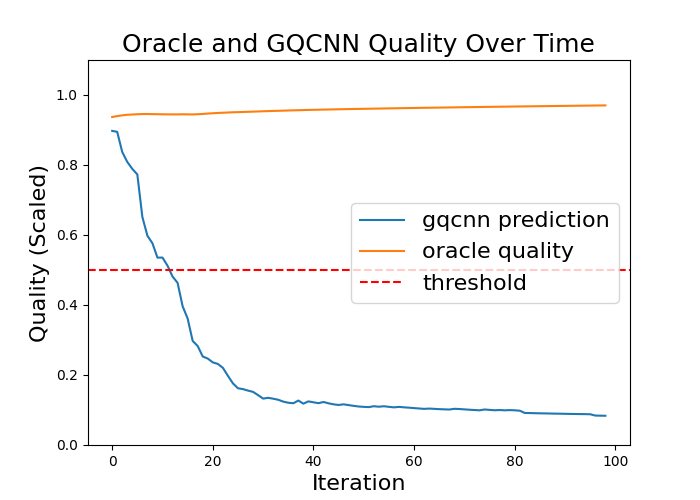 Oracle and GQCNN Quality Over Time
Quality (Scaled)
1.0
0.8
0.6
0.4
0.2
0.0
gqcnn prediction
oracle quality
threshold
0 20 40 60 80 100
Iteration